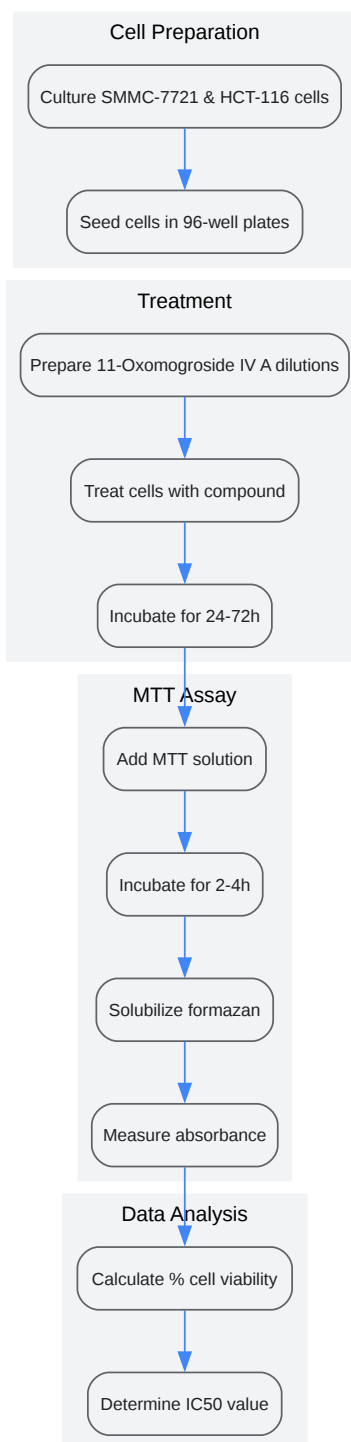 Cell Preparation
Culture SMMC-7721 & HCT-116 cells
Seed cells in 96-well plates
Treatment
Prepare 11-Oxomogroside IV A dilutions
Treat cells with compound
Incubate for 24-72h
MTT Assay
Add MTT solution
Incubate for 2-4h
Solubilize formazan
Measure absorbance
Data Analysis
Calculate % cell viability
Determine IC50 value